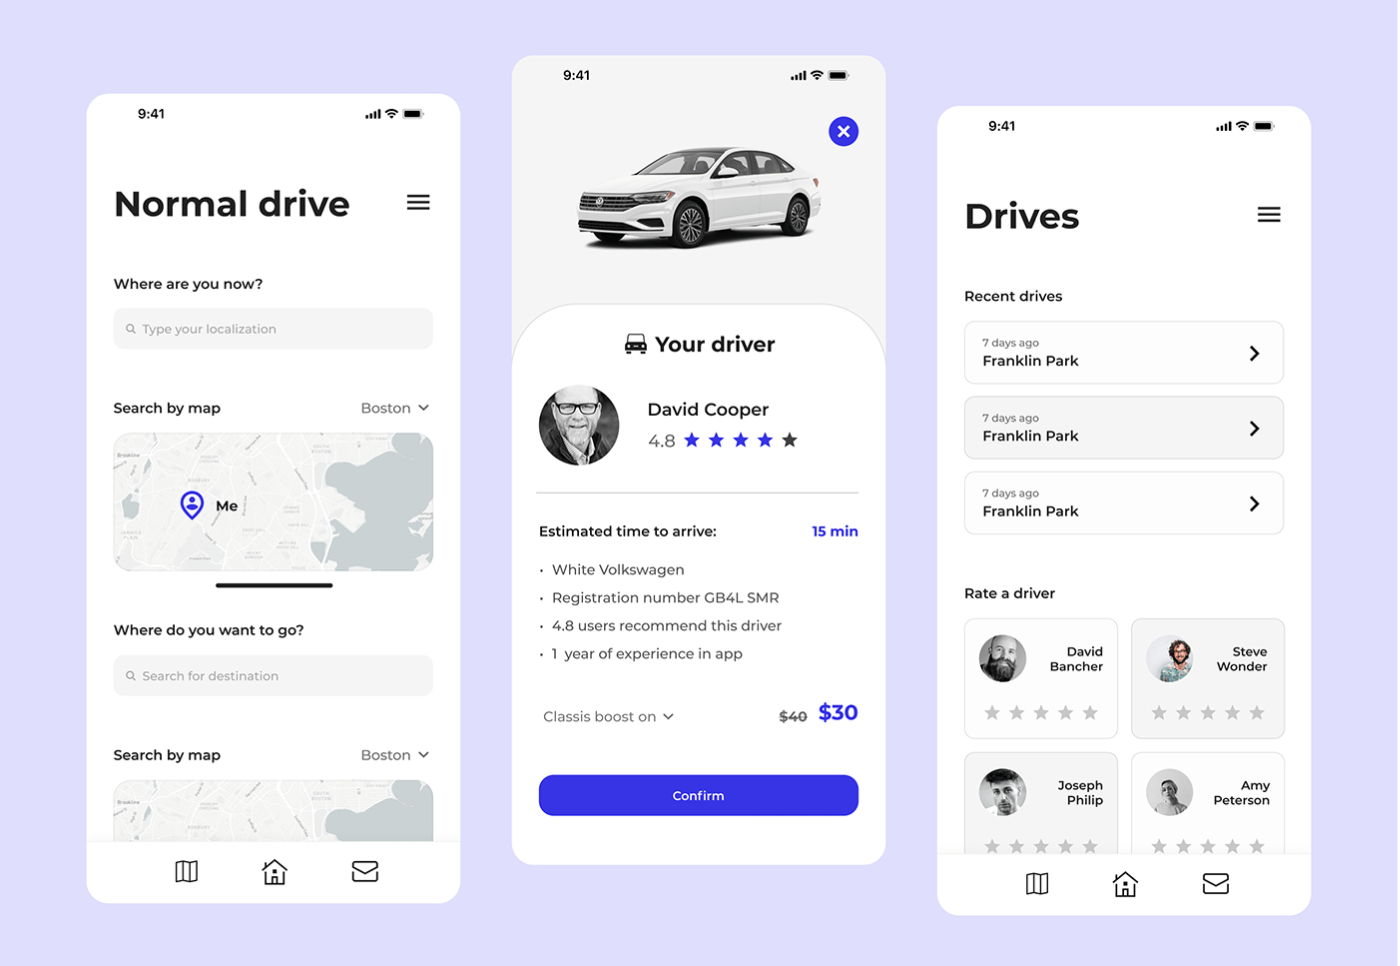 9:41
Normal drive
Where are you now?
Type your localization
Search by map
Boston
Me
Where do you want to go?
Search for destination
Search by map
Boston
9:41
Your driver
David Cooper
4.8
Estimated time to arrive:
15 min
· White Volkswagen
· Registration number GB4L SMR
· 4.8 users recommend this driver
· 1 year of experience in app
Classis boost on
$40 $30
Confirm
9:41
Drives
Recent drives
7 days ago
Franklin Park
7 days ago
Franklin Park
7 days ago
Franklin Park
Rate a driver
David
Bancher
Steve
Wonder
Joseph
Philip
Amy
Peterson